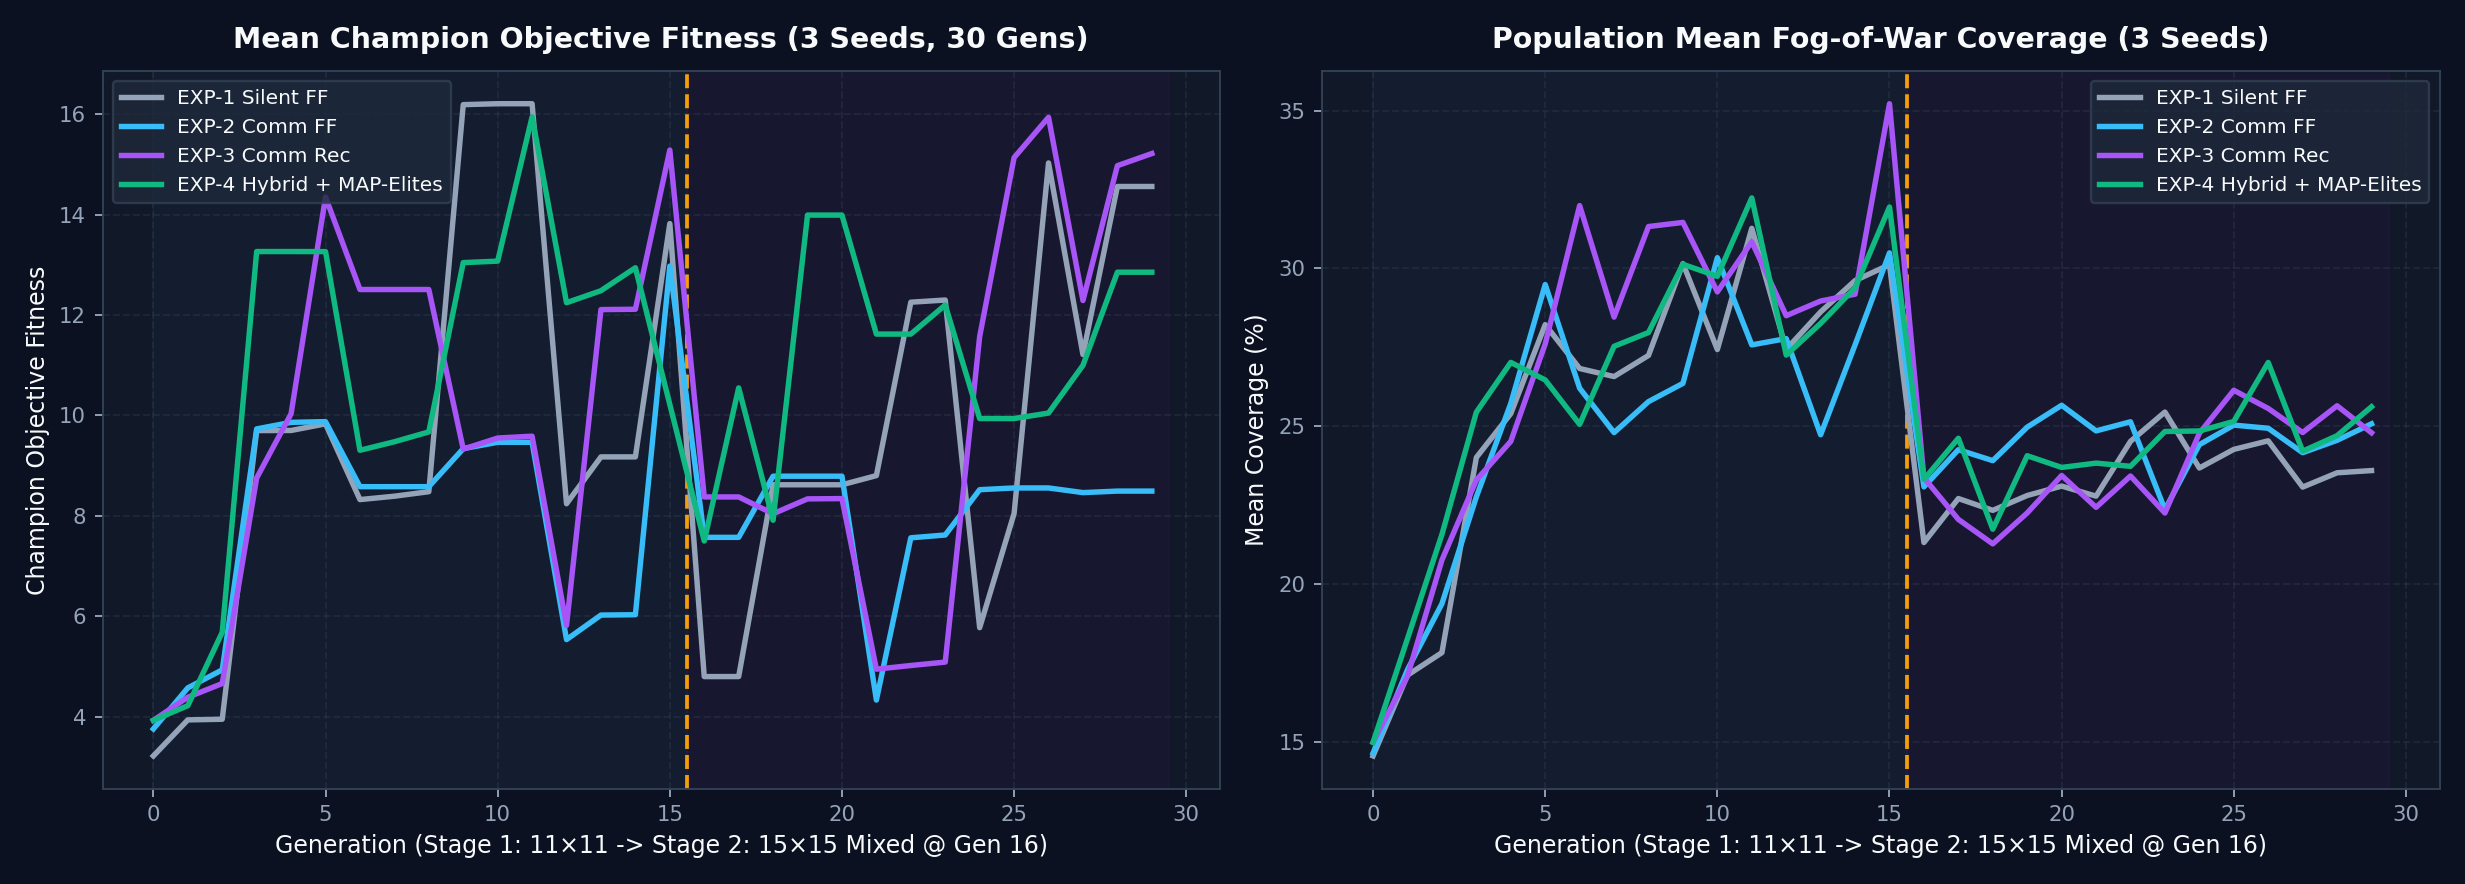 Mean Champion Objective Fitness (3 Seeds, 30 Gens)
EXP-1 Silent FF
EXP-2 Comm FF
EXP-3 Comm Rec
EXP-4 Hybrid + MAP-Elites
Champion Objective Fitness
16
14
12
10
8
6
4
0 5 10 15 20 25 30
Generation (Stage 1: 11×11 -> Stage 2: 15×15 Mixed @ Gen 16)
Population Mean Fog-of-War Coverage (3 Seeds)
EXP-1 Silent FF
EXP-2 Comm FF
EXP-3 Comm Rec
EXP-4 Hybrid + MAP-Elites
Mean Coverage (%)
35
30
25
20
15
0 5 10 15 20 25 30
Generation (Stage 1: 11×11 -> Stage 2: 15×15 Mixed @ Gen 16)